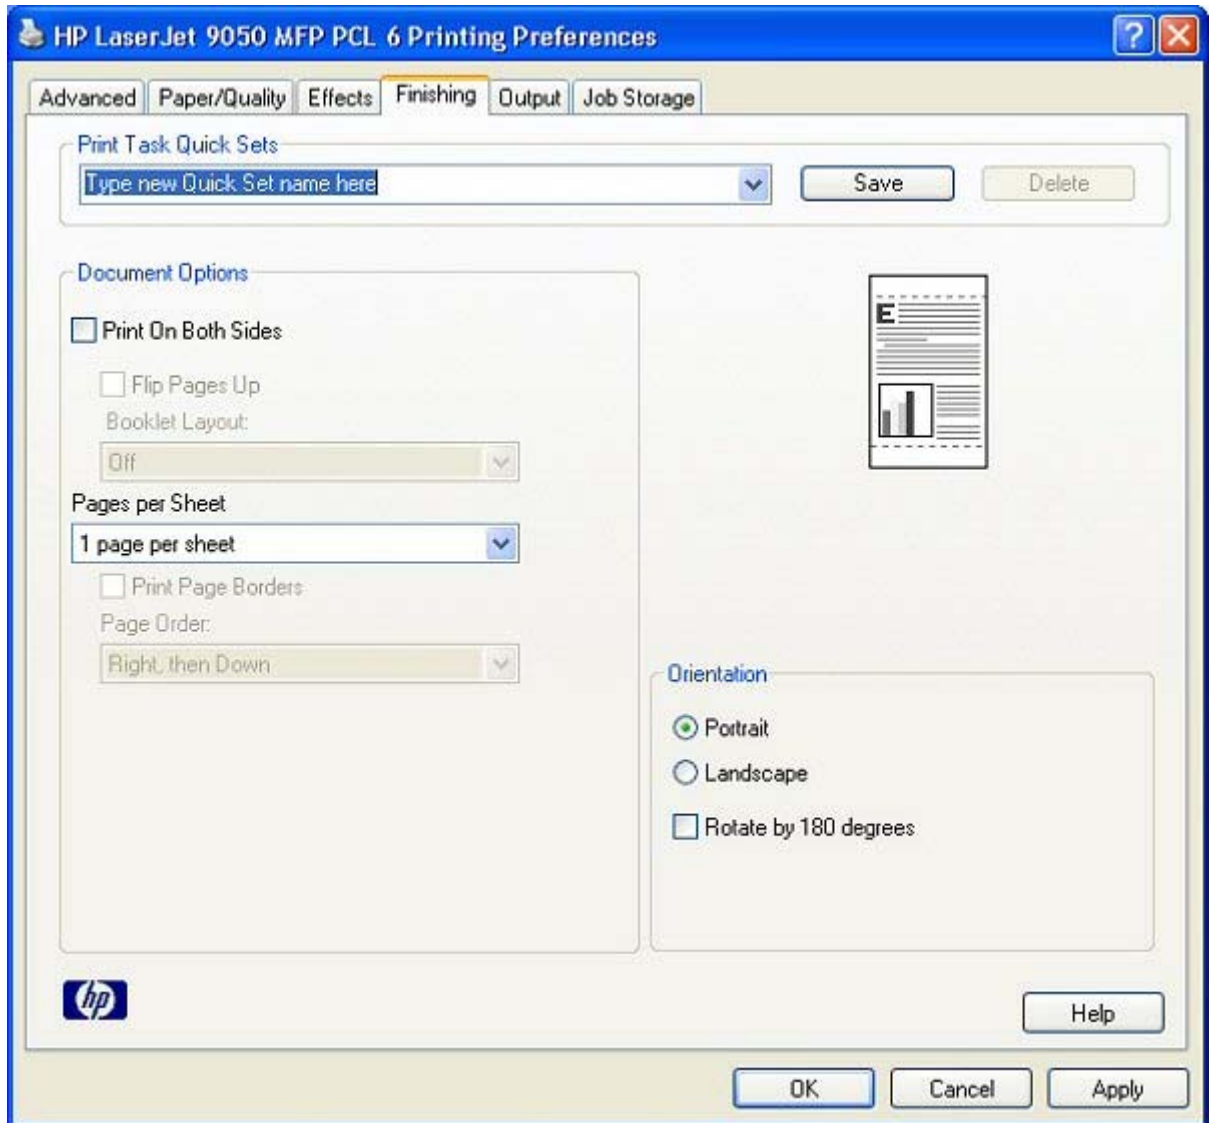 HP LaserJet 9050 MFP PCL 6 Printing Preferences
?
Advanced Paper/Quality Effects Finishing Output Job Storage
Print Task Quick Sets
Type new Quick Set name here Save Delete
Document Options
Print On Both Sides
Flip Pages Up
Booklet Layout:
Off
Pages per Sheet
1 page per sheet
Print Page Borders
Page Order:
Right, then Down
E
Orientation
Portrait
Landscape
Rotate by 180 degrees
hp
Help
OK Cancel Apply